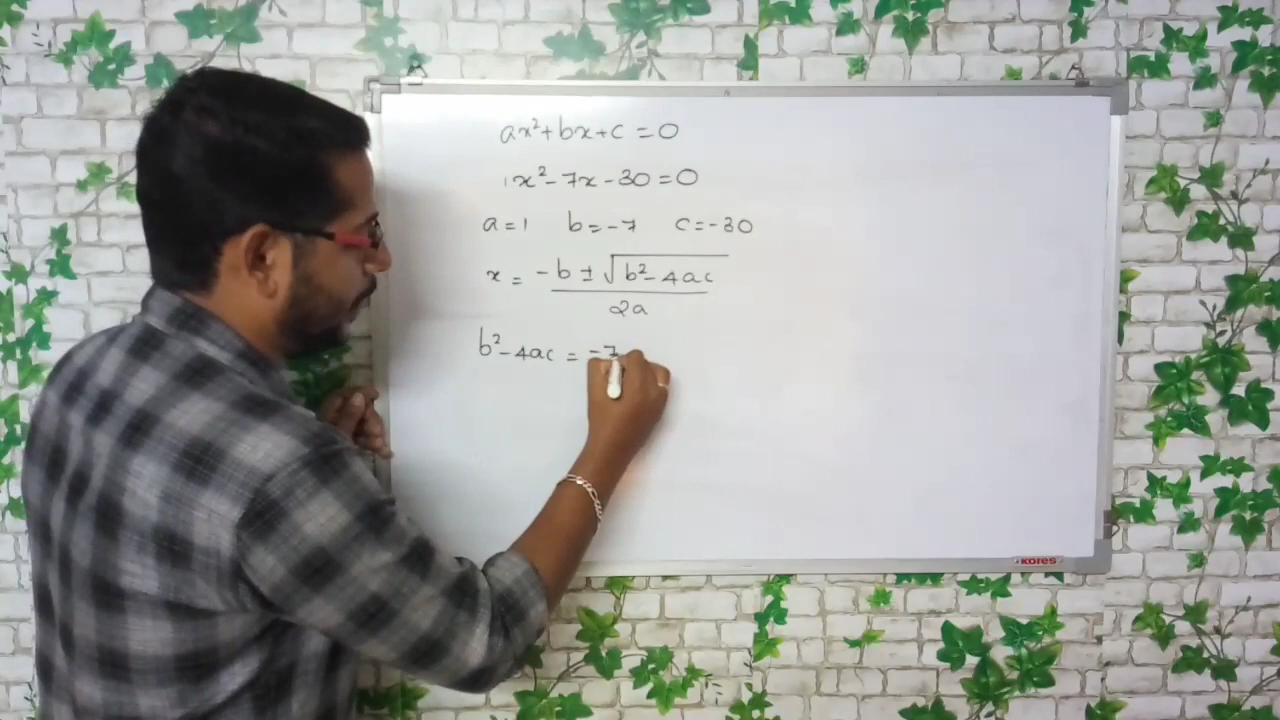 ax²+bx+c = 0
1x²-7x-30=0
a=1 b=-7 c=-30
x = -b ± √b²-4ac / 2a
b²-4ac = -7
KORES